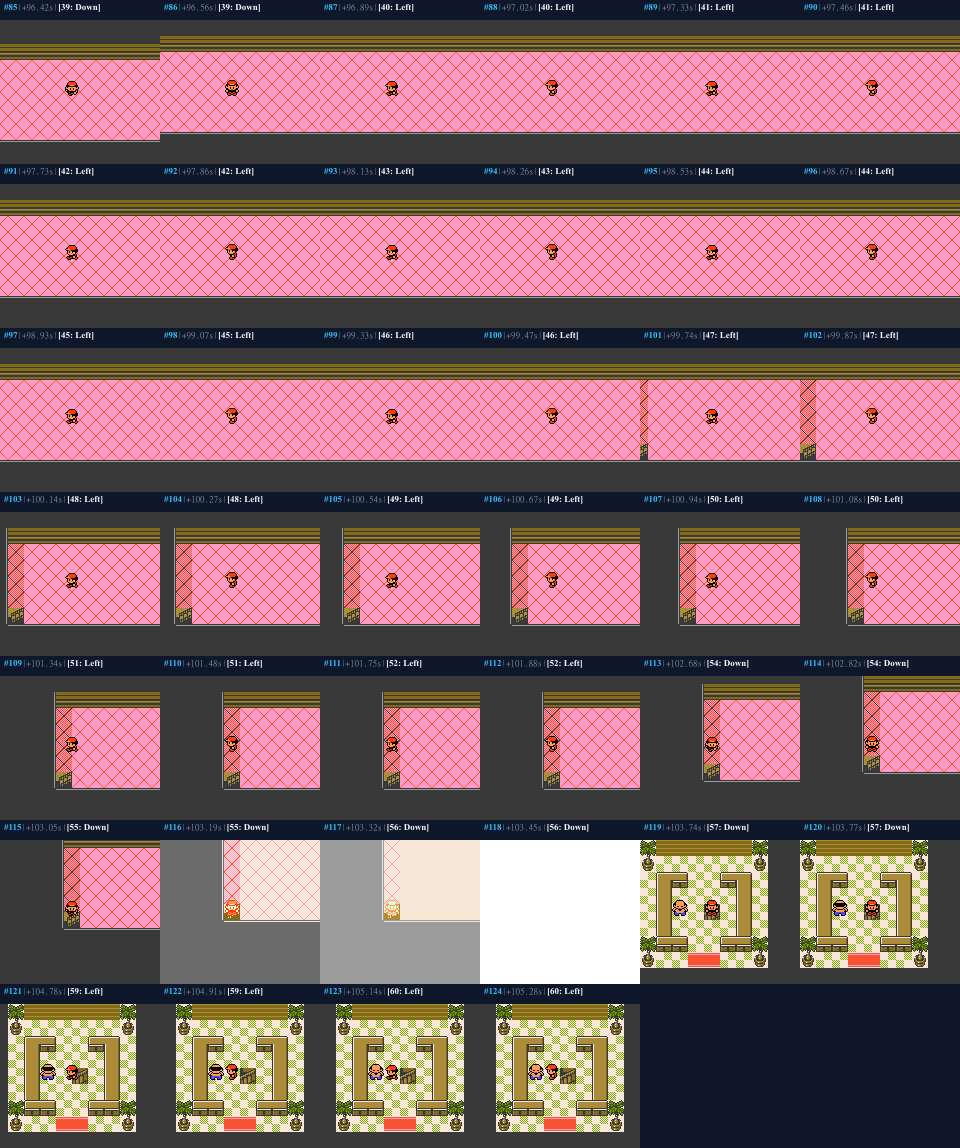 #85|+96.42s|[39: Down]
#86|+96.56s|[39: Down]
#87|+96.89s|[40: Left]
#88|+97.02s|[40: Left]
#89|+97.33s|[41: Left]
#90|+97.46s|[41: Left]
#91|+97.73s|[42: Left]
#92|+97.86s|[42: Left]
#93|+98.13s|[43: Left]
#94|+98.26s|[43: Left]
#95|+98.53s|[44: Left]
#96|+98.67s|[44: Left]
#97|+98.93s|[45: Left]
#98|+99.07s|[45: Left]
#99|+99.33s|[46: Left]
#100|+99.47s|[46: Left]
#101|+99.74s|[47: Left]
#102|+99.87s|[47: Left]
#103|+100.14s|[48: Left]
#104|+100.27s|[48: Left]
#105|+100.54s|[49: Left]
#106|+100.67s|[49: Left]
#107|+100.94s|[50: Left]
#108|+101.08s|[50: Left]
#109|+101.34s|[51: Left]
#110|+101.48s|[51: Left]
#111|+101.75s|[52: Left]
#112|+101.88s|[52: Left]
#113|+102.68s|[54: Down]
#114|+102.82s|[54: Down]
#115|+103.05s|[55: Down]
#116|+103.19s|[55: Down]
#117|+103.32s|[56: Down]
#118|+103.45s|[56: Down]
#119|+103.74s|[57: Down]
#120|+103.77s|[57: Down]
#121|+104.78s|[59: Left]
#122|+104.91s|[59: Left]
#123|+105.14s|[60: Left]
#124|+105.28s|[60: Left]